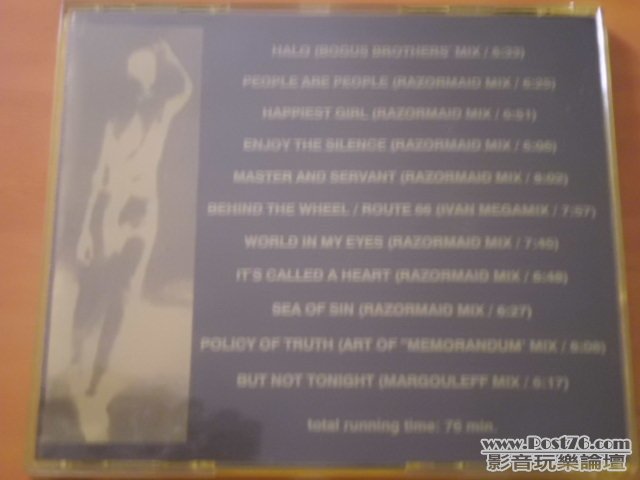 HALO (BOGUS BROTHERS' MIX / 6:33)
PEOPLE ARE PEOPLE (RAZORMAID MIX / 6:25)
HAPPIEST GIRL (RAZORMAID MIX / 6:51)
ENJOY THE SILENCE (RAZORMAID MIX / 6:06)
MASTER AND SERVANT (RAZORMAID MIX / 8:02)
BEHIND THE WHEEL / ROUTE 66 (IVAN MEGAMIX / 7:57)
WORLD IN MY EYES (RAZORMAID MIX / 7:45)
IT'S CALLED A HEART (RAZORMAID MIX / 5:48)
SEA OF SIN (RAZORMAID MIX / 6:27)
POLICY OF TRUTH (ART OF "MEMORANDUM" MIX / 6:06)
BUT NOT TONIGHT (MARGOULEFF MIX / 6:17)
total running time: 76 min.
www.Post76.com
影音玩樂論壇